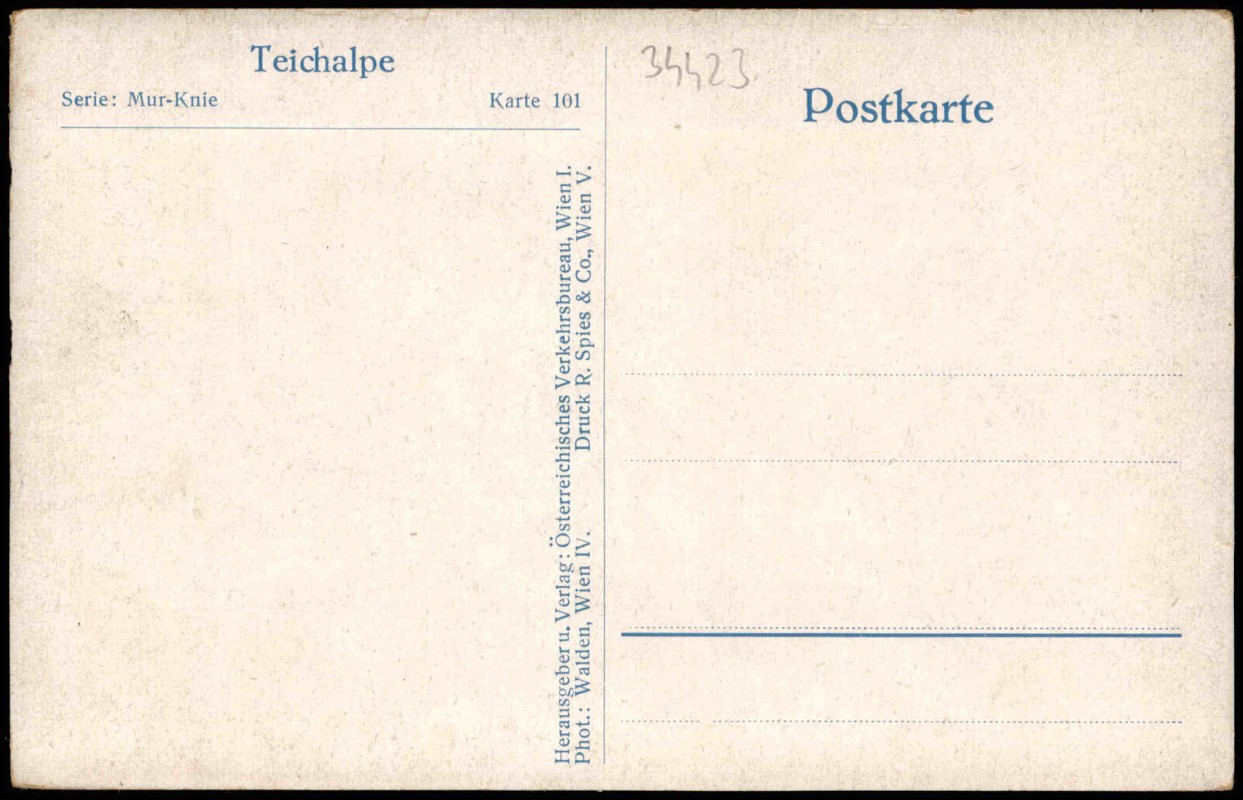 Teichalpe
Serie: Mur-Knie Karte 101
Herausgeber u. Verlag: Österreichisches Verkehrsbureau, Wien I.
Phot.: Walden, Wien IV. Druck R. Spies & Co., Wien V.
34423.
Postkarte